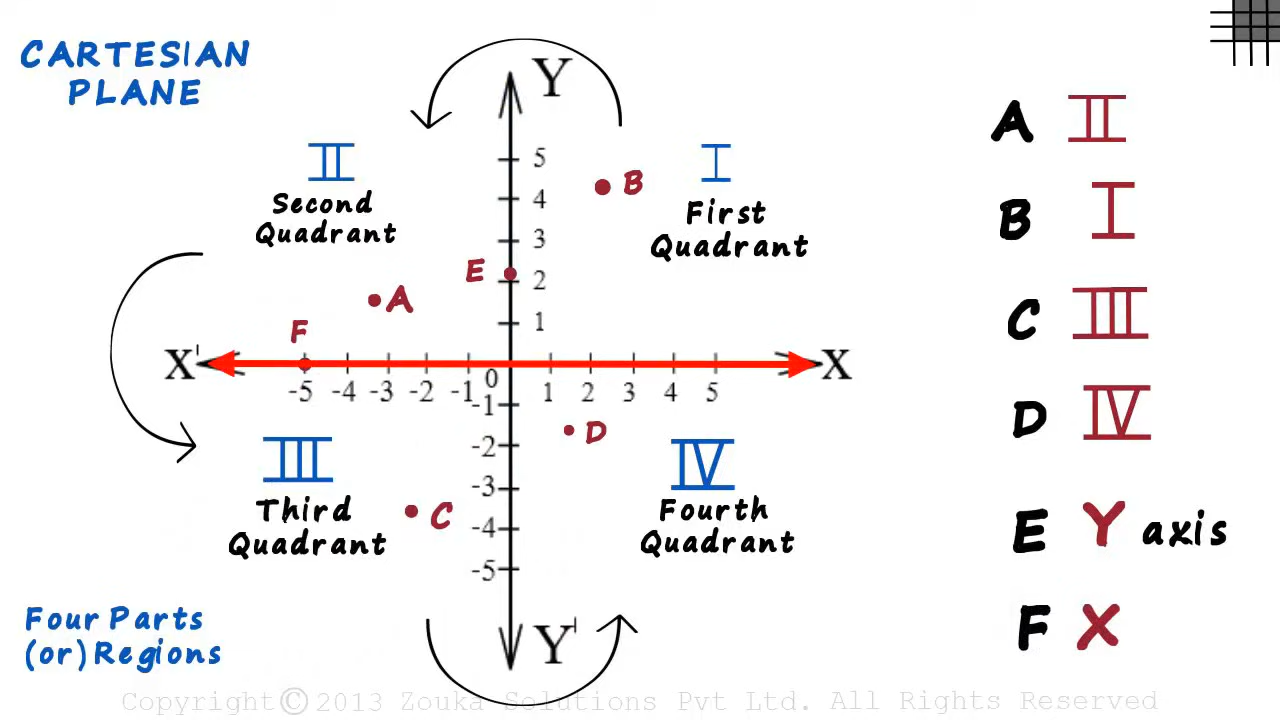 CARTESIAN
PLANE
Y
II
Second
Quadrant
I
First
Quadrant
5
4
3
2
1
B
E
A
F
X'
X
0
-5 -4 -3 -2 -1 1 2 3 4 5
-1
-2
-3
-4
-5
D
C
III
Third
Quadrant
IV
Fourth
Quadrant
Y'
Four Parts
(or) Regions
A II
B I
C III
D IV
E Y axis
F X
Copyright © 2013 Zouka Solutions Pvt Ltd. All Rights Reserved